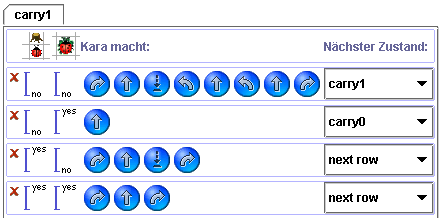 carry1
Kara macht: Nächster Zustand:
no no carry1
no yes carry0
yes no next row
yes yes next row